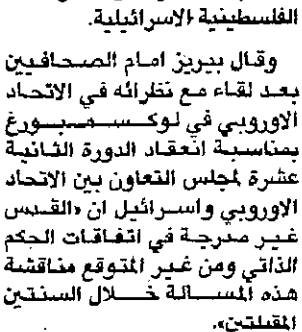 الفلسطينية الاسرائيلية.
وقال بيريز امام الصحافيين
بعد لقاء مع نظرائه في الاتحاد
الاوروبي في لوكسمبورغ
بمناسبة انعقاد الدورة الثانية
عشرة لمجلس التعاون بين الاتحاد
الاوروبي واسرائيل ان «القدس
غير مدرجة في اتفاقات الحكم
الذاتي ومن غير المتوقع مناقشة
هذه المسالة خلال السنتين
المقبلتين».